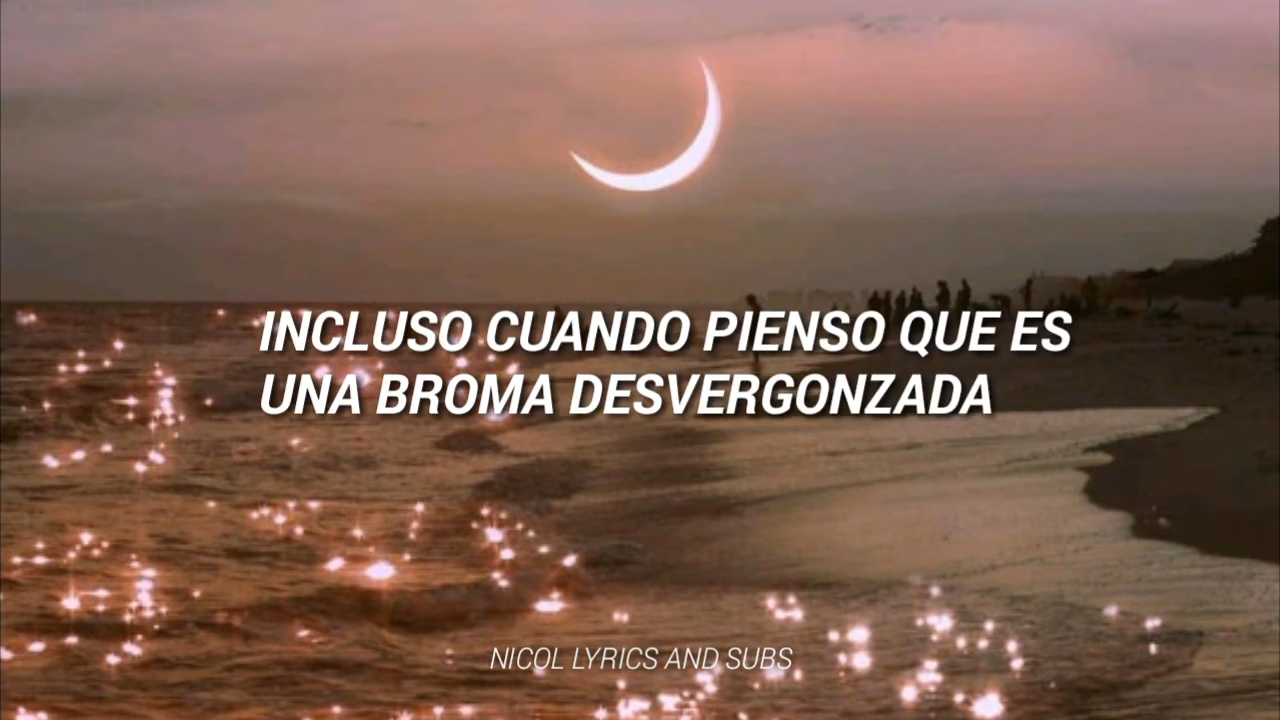 INCLUSO CUANDO PIENSO QUE ES
UNA BROMA DESVERGONZADA
NICOL LYRICS AND SUBS